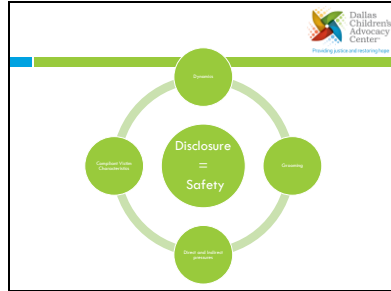 Dallas
Children's
Advocacy
Center
Providing justice and restoring hope
Dynamics
Compliant Victim
Characteristics
Disclosure
=
Safety
Grooming
Direct and Indirect
pressures